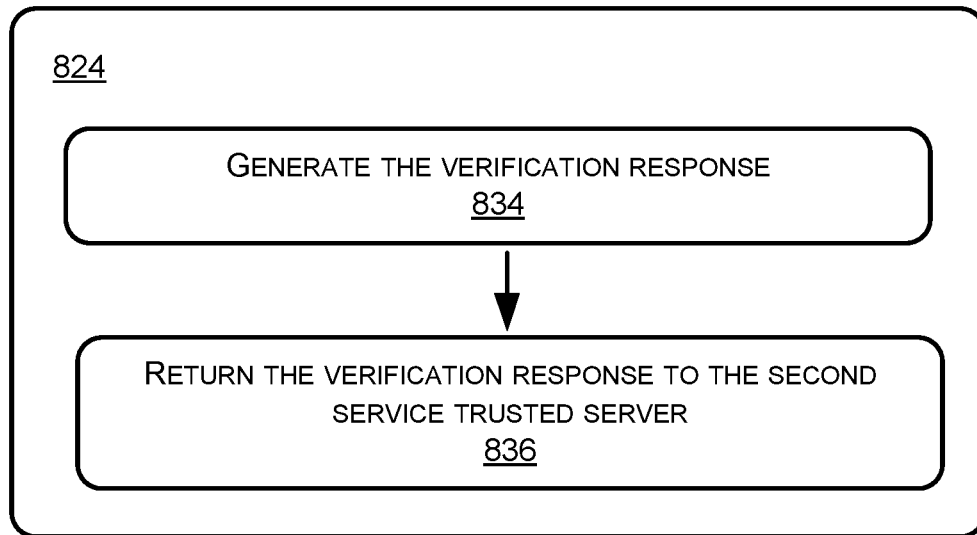 824
GENERATE THE VERIFICATION RESPONSE
834
RETURN THE VERIFICATION RESPONSE TO THE SECOND
SERVICE TRUSTED SERVER
836